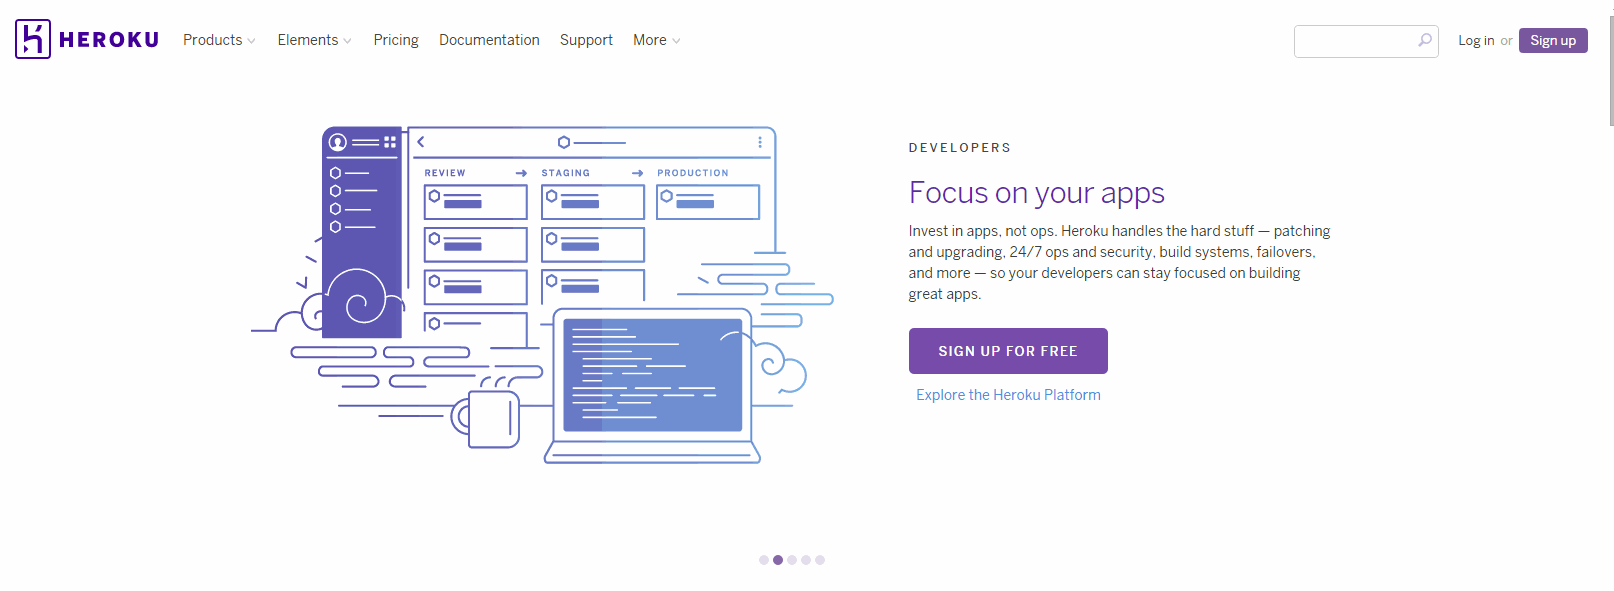 HEROKU
Products Elements Pricing Documentation Support More
Log in or Sign up
REVIEW STAGING PRODUCTION
DEVELOPERS
Focus on your apps
Invest in apps, not ops. Heroku handles the hard stuff — patching
and upgrading, 24/7 ops and security, build systems, failovers,
and more — so your developers can stay focused on building
great apps.
SIGN UP FOR FREE
Explore the Heroku Platform